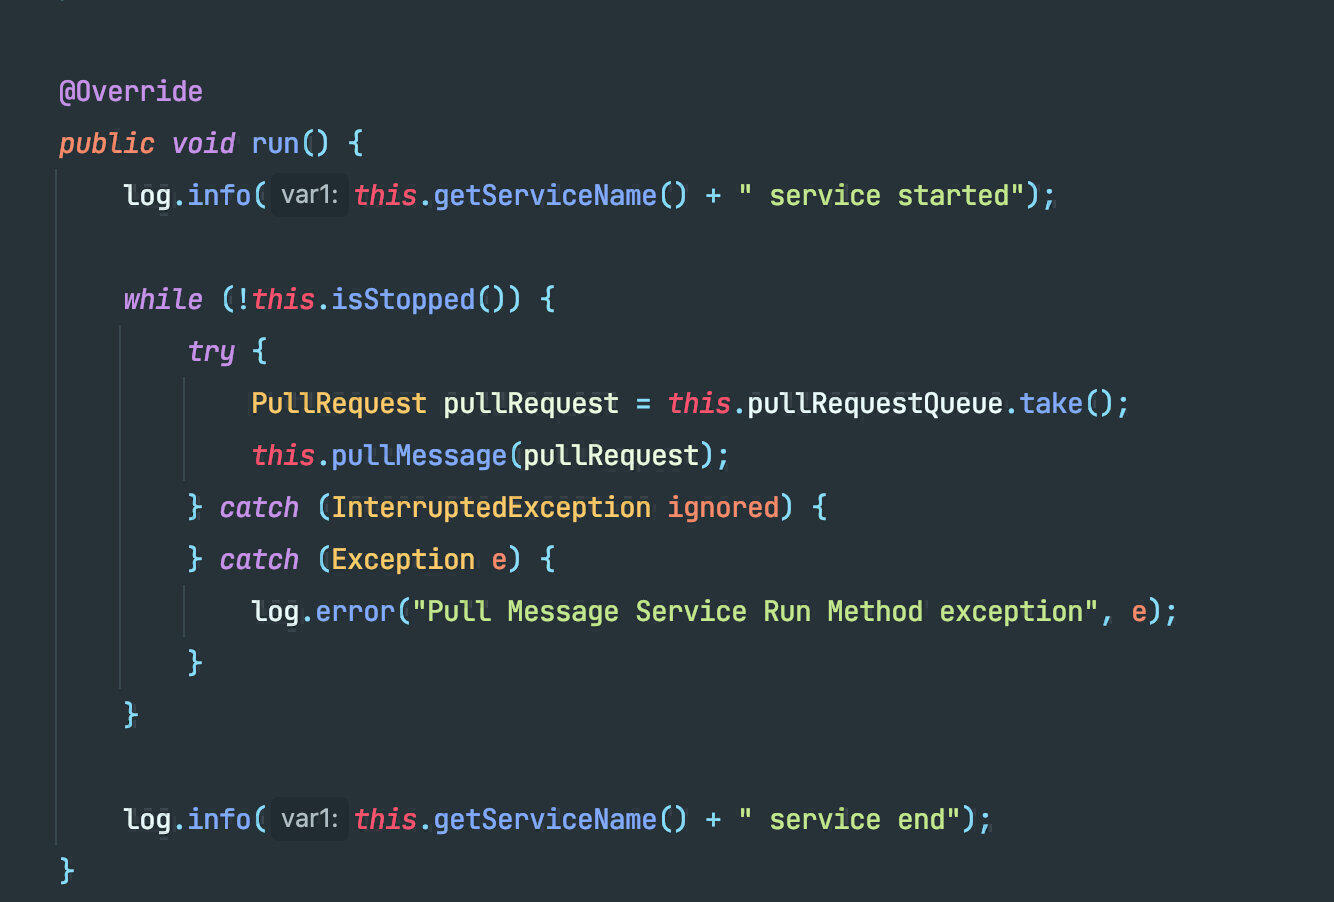 @Override
public void run() {
log.info( var1: this.getServiceName() + " service started");
while (!this.isStopped()) {
try {
PullRequest pullRequest = this.pullRequestQueue.take();
this.pullMessage(pullRequest);
} catch (InterruptedException ignored) {
} catch (Exception e) {
log.error("Pull Message Service Run Method exception", e);
}
}
log.info( var1: this.getServiceName() + " service end");
}